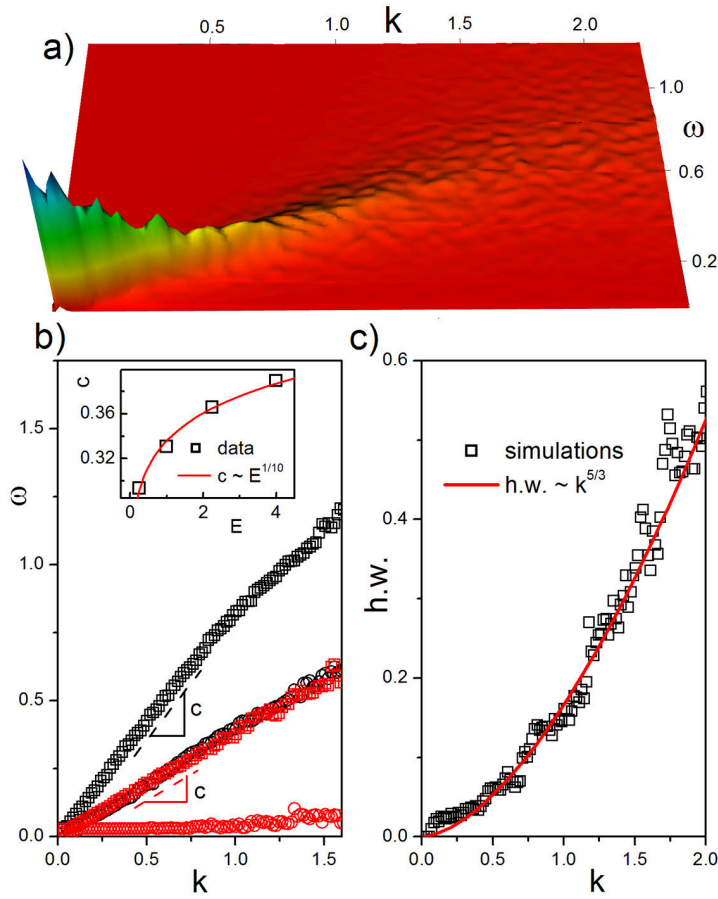 a)
k
0.5 1.0 1.5 2.0
1.0
ω
0.6
0.2
b)
c)
1.5
1.0
0.5
0.0
ω
c
0.36
0.32
data
c ~ E^{1/10}
0 2 4
E
c
c
0.0 0.5 1.0 1.5
k
0.6
0.4
0.2
0.0
h.w.
simulations
h.w. ~ k^{5/3}
0.0 0.5 1.0 1.5 2.0
k